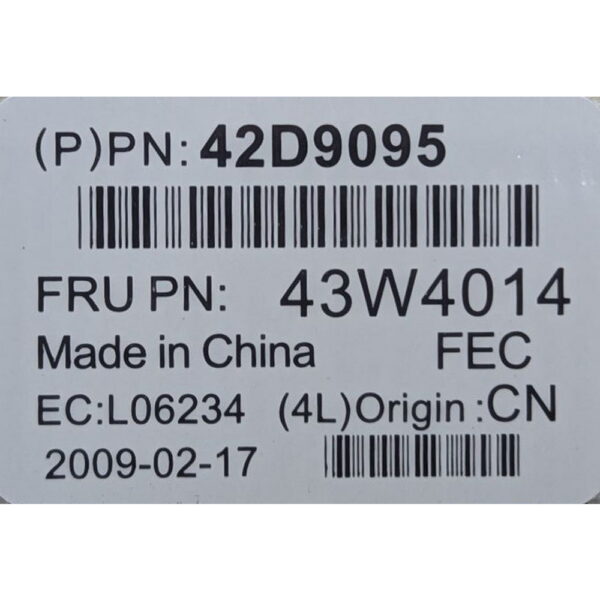 (P)PN: 42D9095
FRU PN: 43W4014
Made in China FEC
EC:L06234 (4L)Origin :CN
2009-02-17